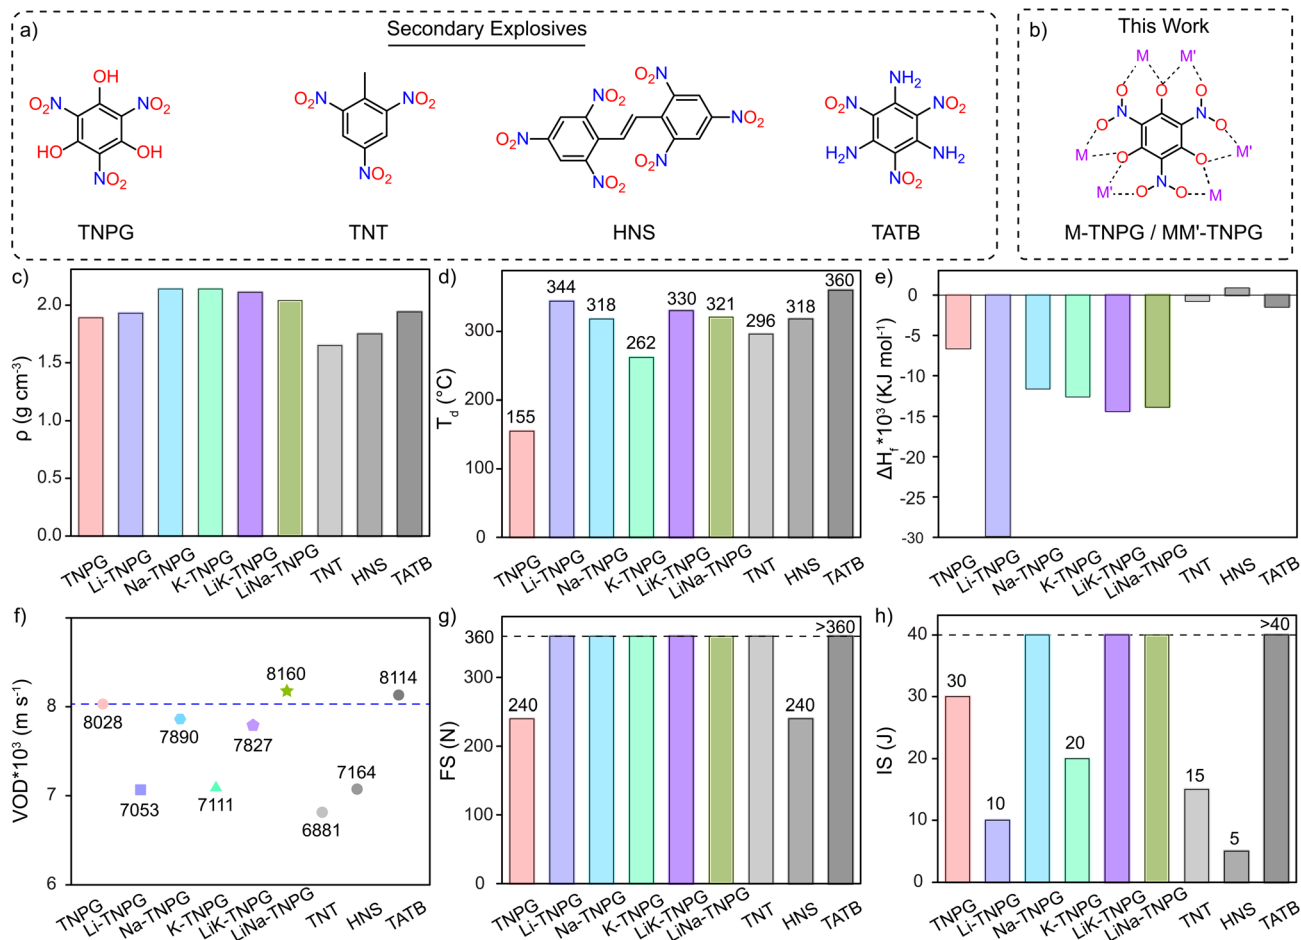 a)
Secondary Explosives
OH
O₂N
NO₂
HO
OH
NO₂
TNPG
O₂N
NO₂
NO₂
TNT
O₂N
NO₂
NO₂
O₂N
NO₂
NO₂
HNS
NH₂
O₂N
NO₂
H₂N
NH₂
NO₂
TATB
b)
This Work
M
M'
O
O
O
N
N
O
O
M
O
O
M'
M'
O
N
O
M
M-TNPG / MM'-TNPG
c)
ρ (g cm⁻³)
2.0
1.5
1.0
0.5
0.0
TNPG
Li-TNPG
Na-TNPG
K-TNPG
LiK-TNPG
LiNa-TNPG
TNT
HNS
TATB
d)
T_d (°C)
300
200
100
0
155
344
318
262
330
321
296
318
360
TNPG
Li-TNPG
Na-TNPG
K-TNPG
LiK-TNPG
LiNa-TNPG
TNT
HNS
TATB
e)
ΔH_f *10³ (KJ mol⁻¹)
0
-5
-10
-15
-20
-25
-30
TNPG
Li-TNPG
Na-TNPG
K-TNPG
LiK-TNPG
LiNa-TNPG
TNT
HNS
TATB
f)
VOD*10³ (m s⁻¹)
8
7
6
8028
7053
7890
7111
7827
8160
6881
7164
8114
TNPG
Li-TNPG
Na-TNPG
K-TNPG
LiK-TNPG
LiNa-TNPG
TNT
HNS
TATB
g)
FS (N)
360
300
200
100
0
240
240
>360
TNPG
Li-TNPG
Na-TNPG
K-TNPG
LiK-TNPG
LiNa-TNPG
TNT
HNS
TATB
h)
IS (J)
40
30
20
10
0
30
10
20
15
5
>40
TNPG
Li-TNPG
Na-TNPG
K-TNPG
LiK-TNPG
LiNa-TNPG
TNT
HNS
TATB